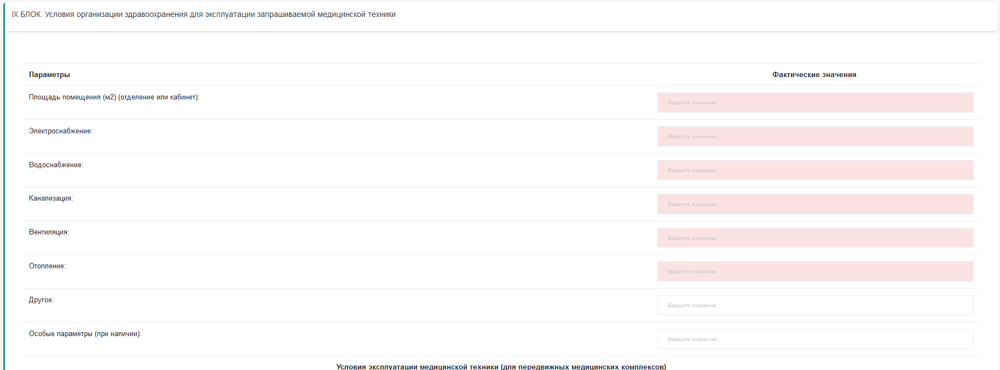 IX БЛОК. Условия организации здравоохранения для эксплуатации запрашиваемой медицинской техники
Параметры Фактические значения
Площадь помещения (м2) (отделение или кабинет): Введите значение
Электроснабжение: Введите значение
Водоснабжение: Введите значение
Канализация: Введите значение
Вентиляция: Введите значение
Отопление: Введите значение
Другое: Введите значение
Особые параметры (при наличии): Введите значение
Условия эксплуатации медицинской техники (для передвижных медицинских комплексов)